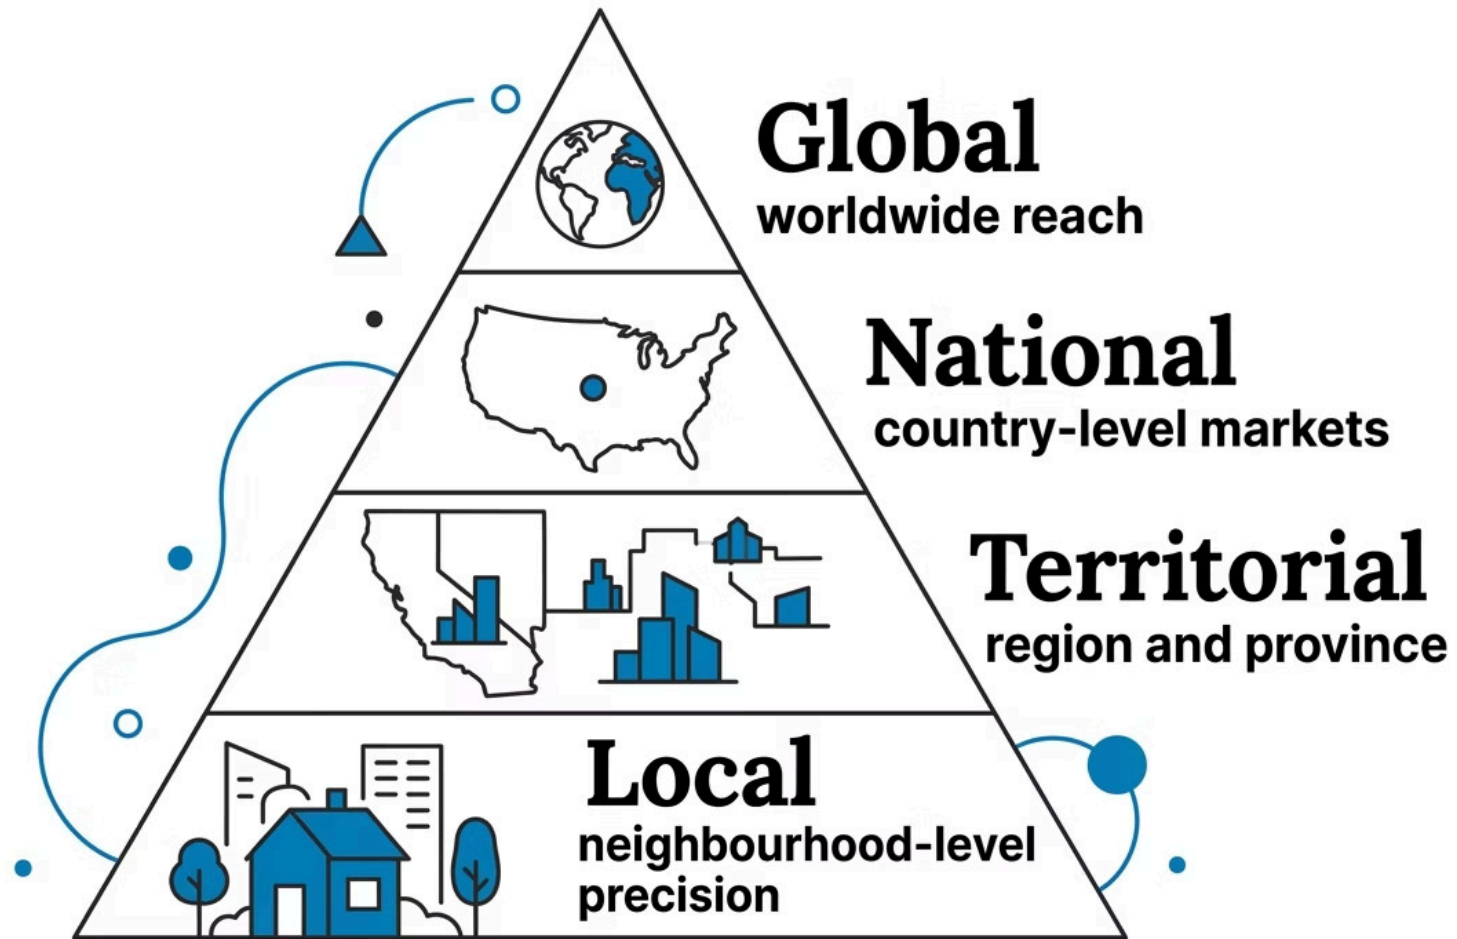 Global
worldwide reach
National
country-level markets
Territorial
region and province
Local
neighbourhood-level
precision